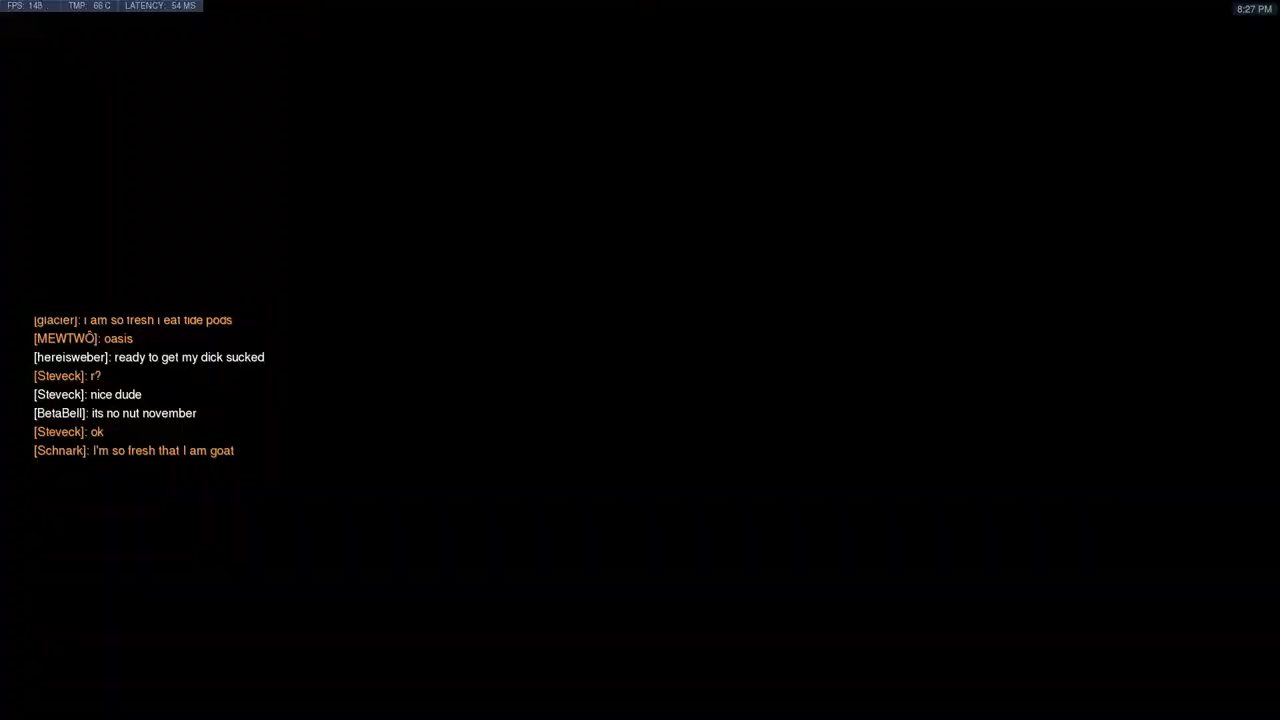 FPS: 148 TMP: 66 C LATENCY: 54 MS
8:27 PM
[glacier]: i am so fresh i eat tide pods
[MEWTWŌ]: oasis
[hereisweber]: ready to get my dick sucked
[Steveck]: r?
[Steveck]: nice dude
[BetaBell]: its no nut november
[Steveck]: ok
[Schnark]: I'm so fresh that I am goat